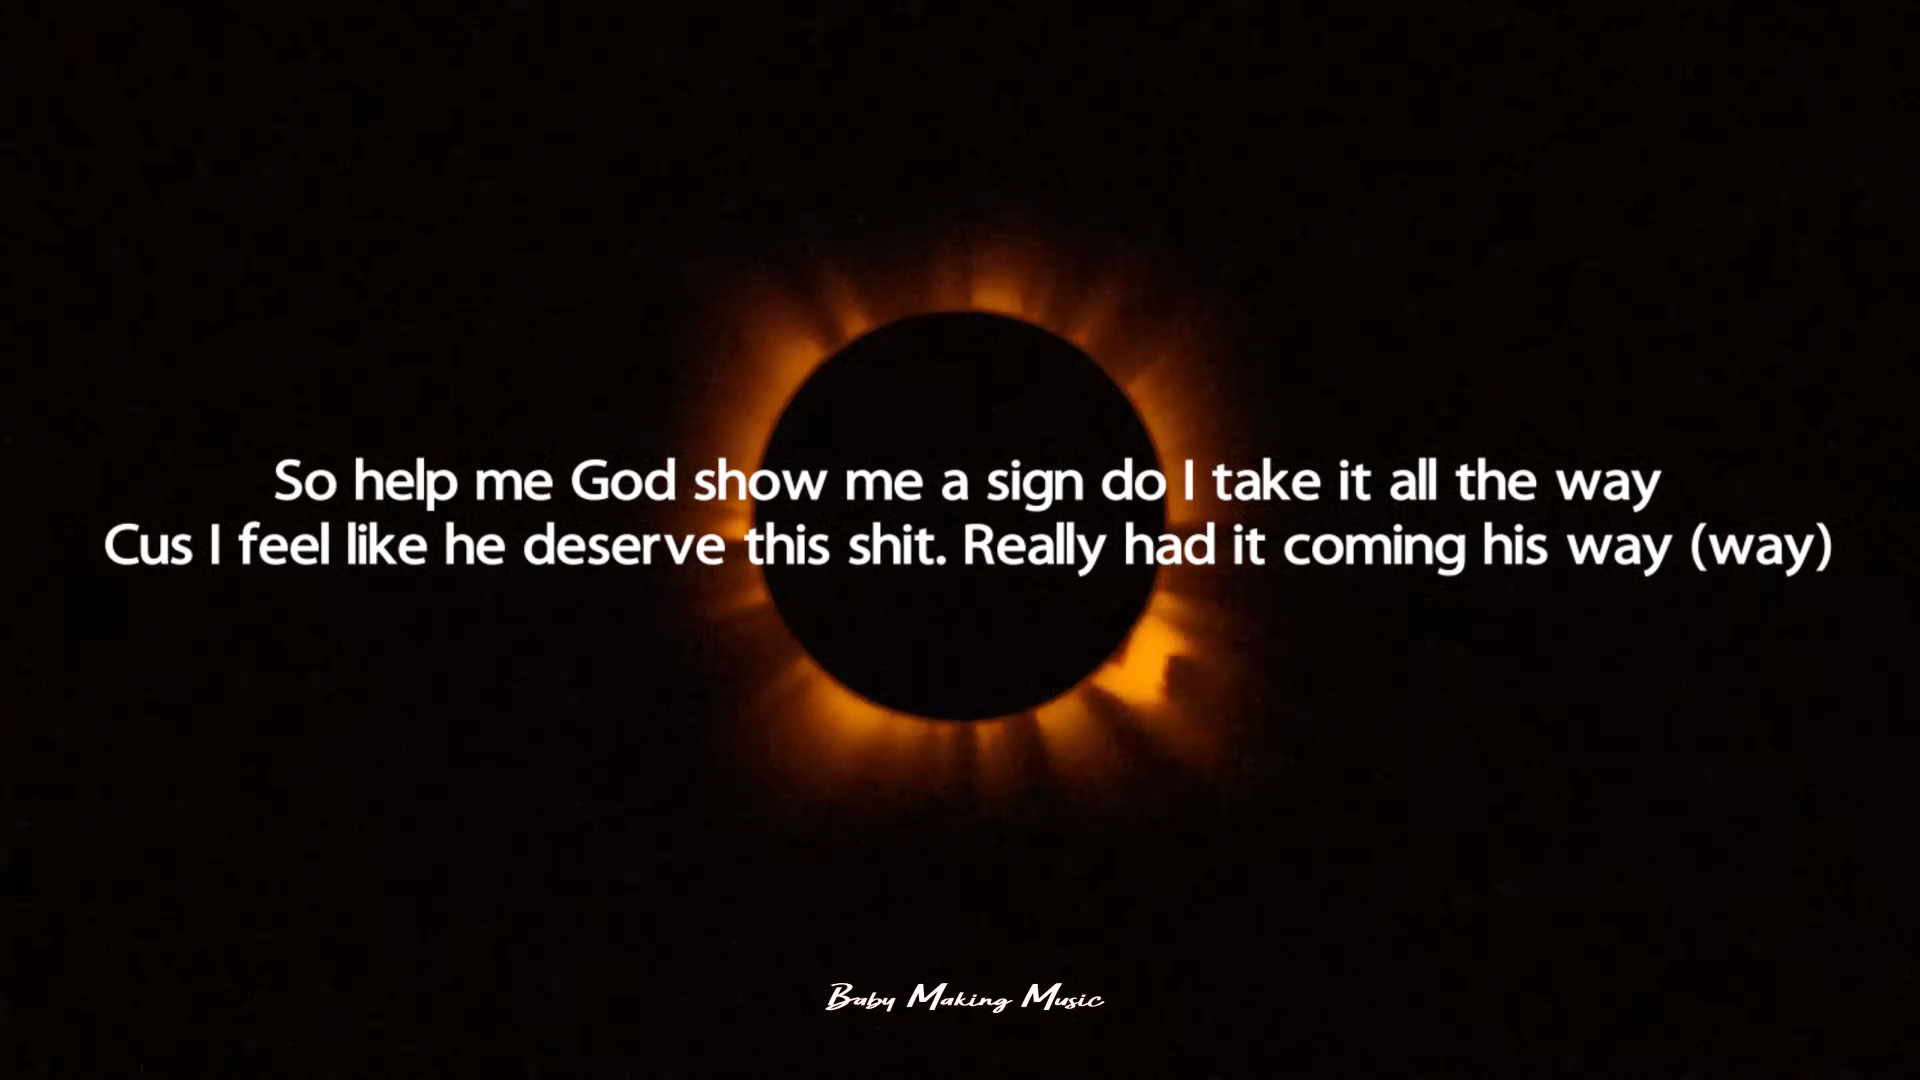 So help me God show me a sign do I take it all the way
Cus I feel like he deserve this shit. Really had it coming his way (way)
Baby Making Music